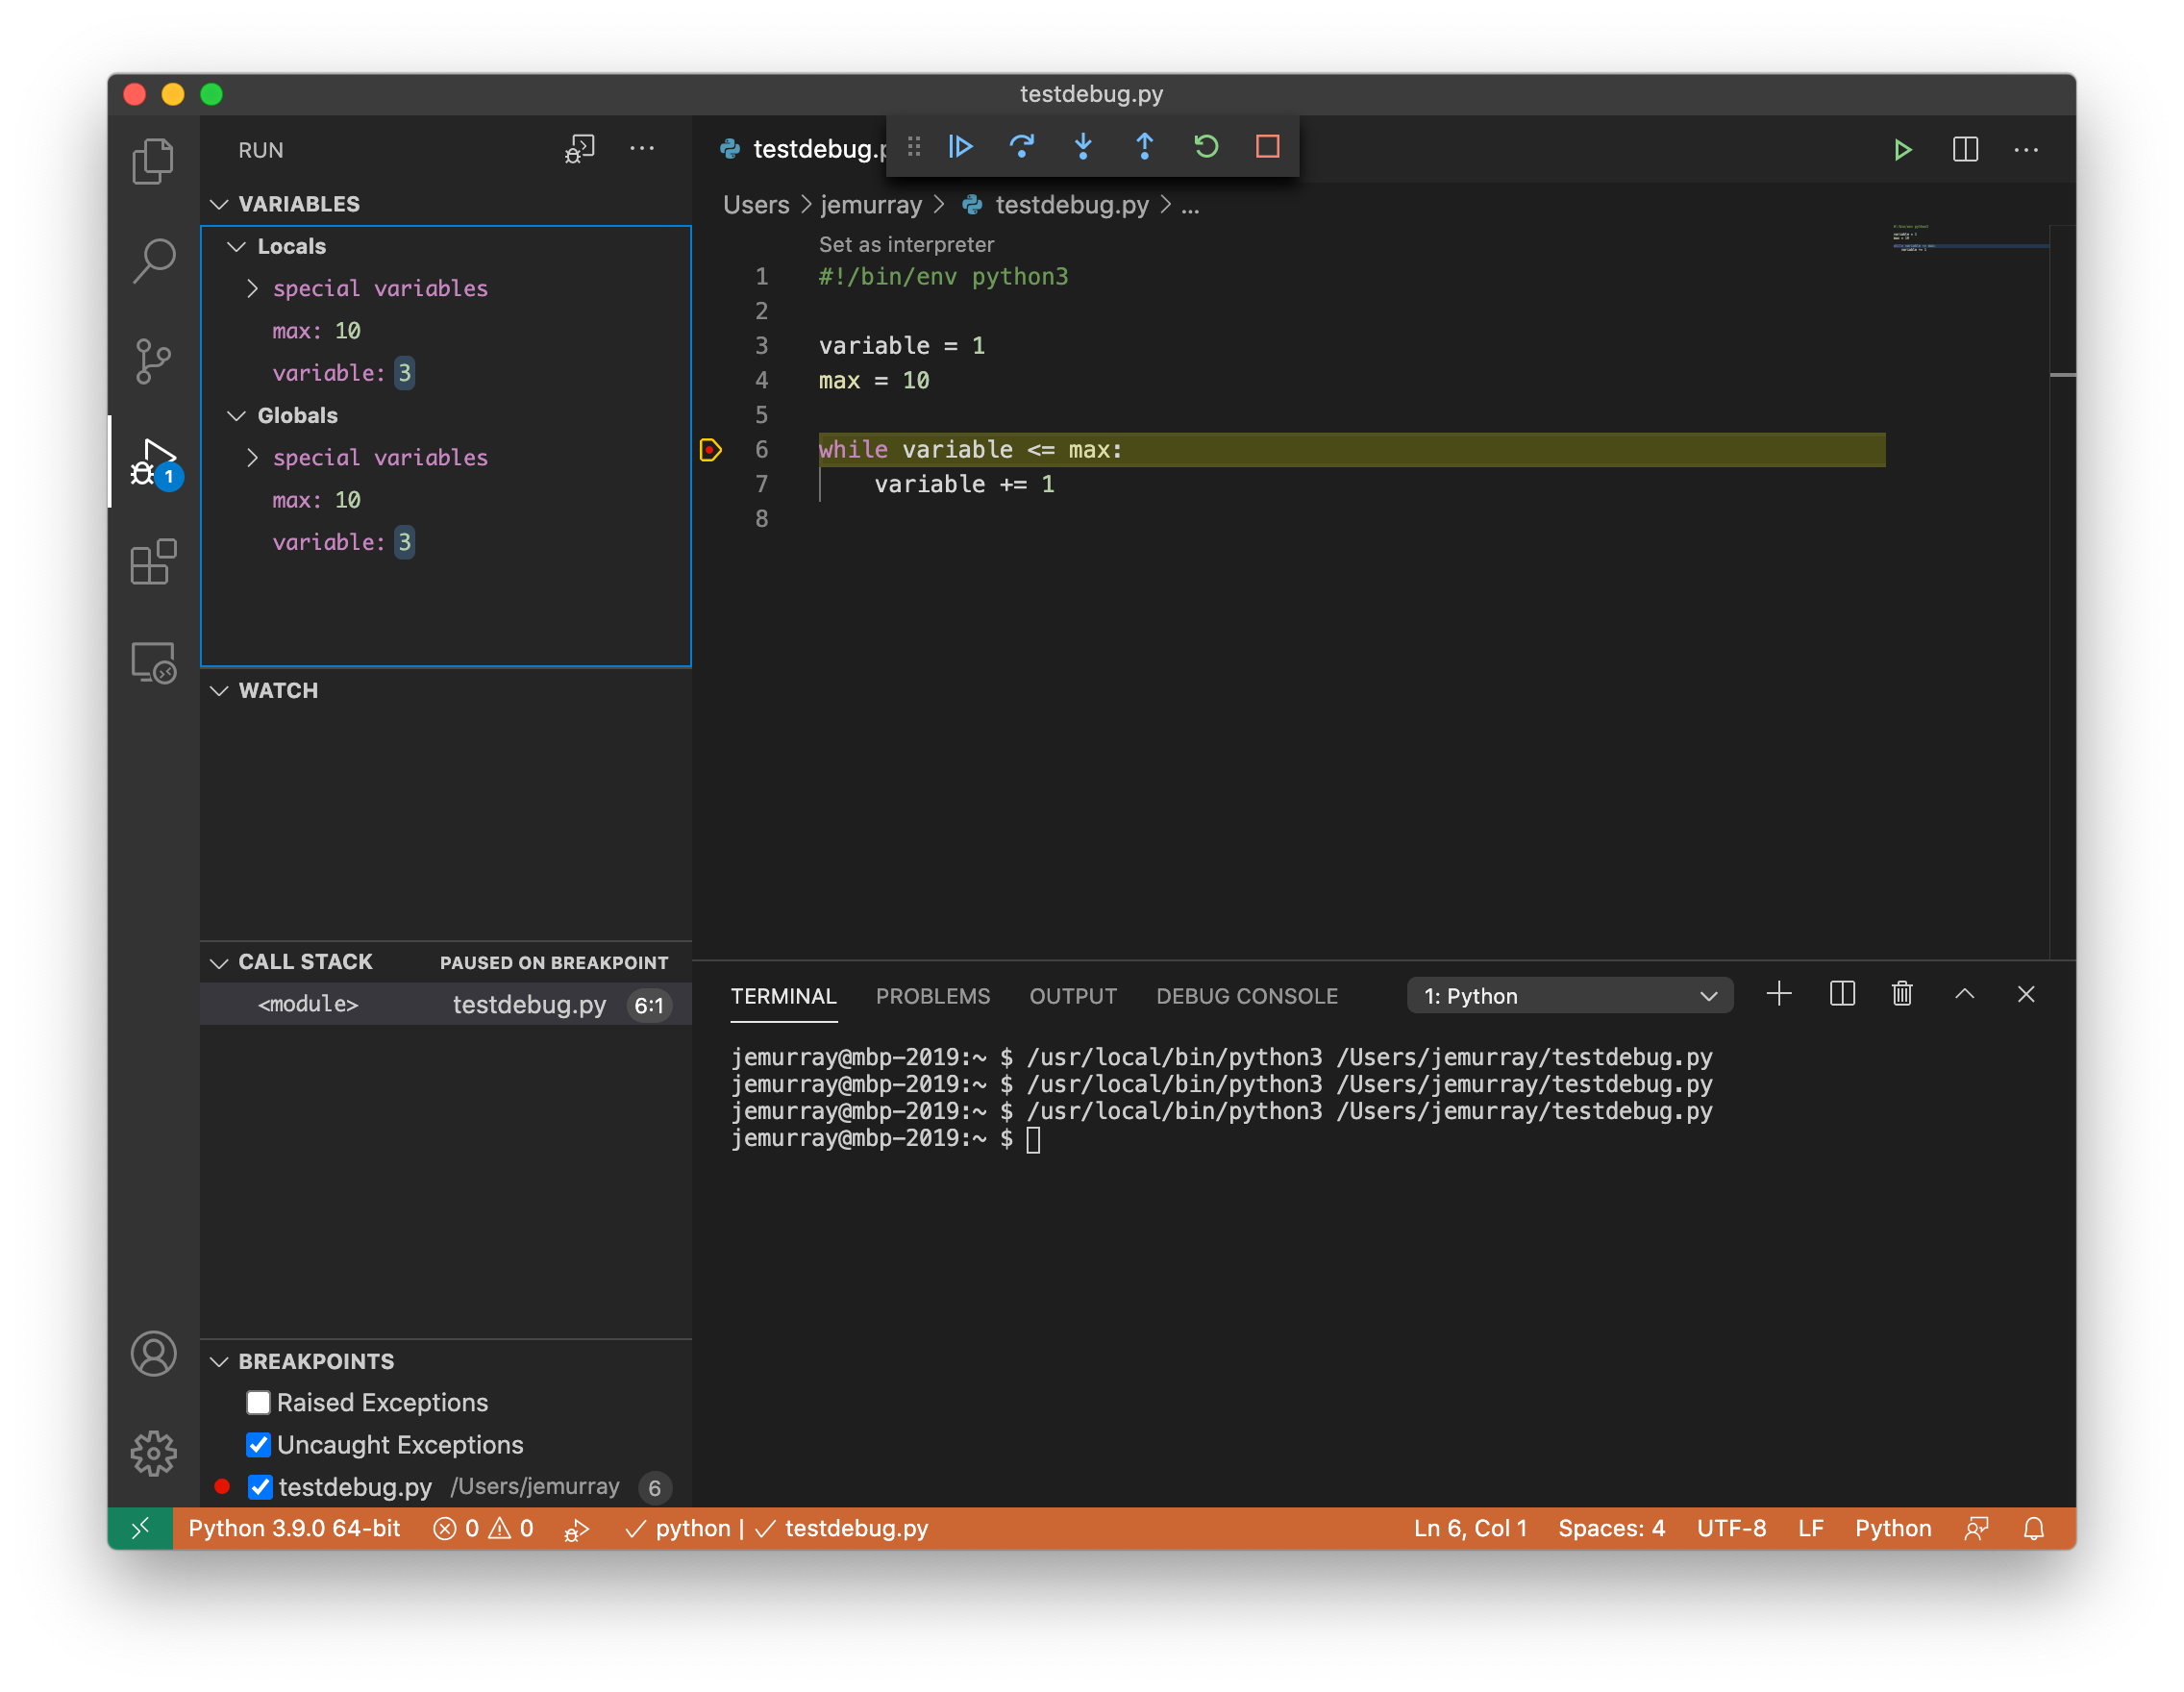 testdebug.py
RUN
testdebug.p
VARIABLES
Locals
special variables
max: 10
variable: 3
Globals
special variables
max: 10
variable: 3
WATCH
CALL STACK PAUSED ON BREAKPOINT
<module> testdebug.py 6:1
BREAKPOINTS
Raised Exceptions
Uncaught Exceptions
testdebug.py /Users/jemurray 6
1
Users > jemurray > testdebug.py > ...
Set as interpreter
1 #!/bin/env python3
2
3 variable = 1
4 max = 10
5
6 while variable <= max:
7 variable += 1
8
TERMINAL PROBLEMS OUTPUT DEBUG CONSOLE 1: Python
jemurray@mbp-2019:~ $ /usr/local/bin/python3 /Users/jemurray/testdebug.py
jemurray@mbp-2019:~ $ /usr/local/bin/python3 /Users/jemurray/testdebug.py
jemurray@mbp-2019:~ $ /usr/local/bin/python3 /Users/jemurray/testdebug.py
jemurray@mbp-2019:~ $
Python 3.9.0 64-bit 0 0 python | testdebug.py Ln 6, Col 1 Spaces: 4 UTF-8 LF Python